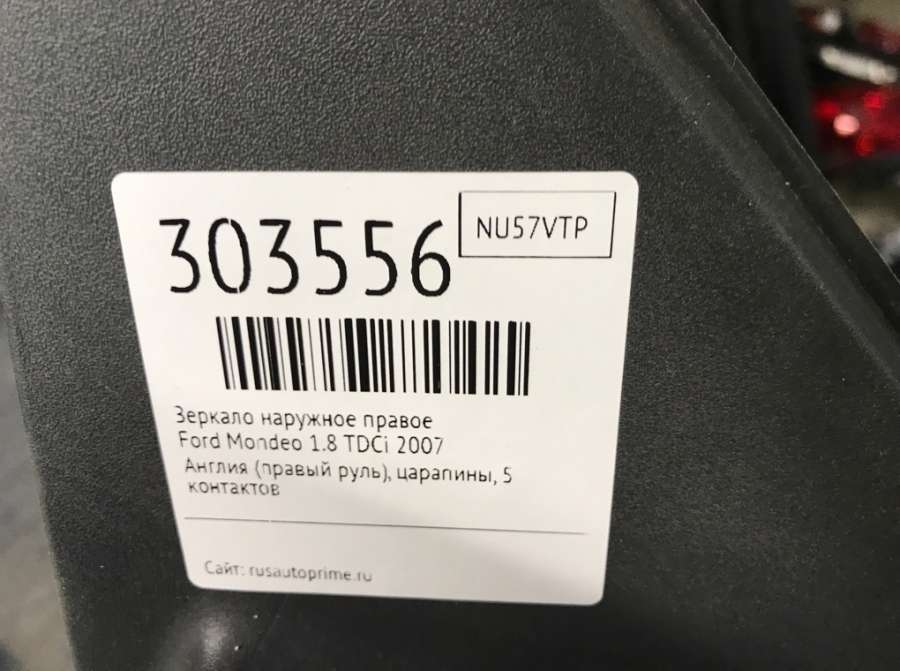 303556
NU57VTP
Зеркало наружное правое
Ford Mondeo 1.8 TDCi 2007
Англия (правый руль), царапины, 5
контактов
Сайт: rusautoprime.ru